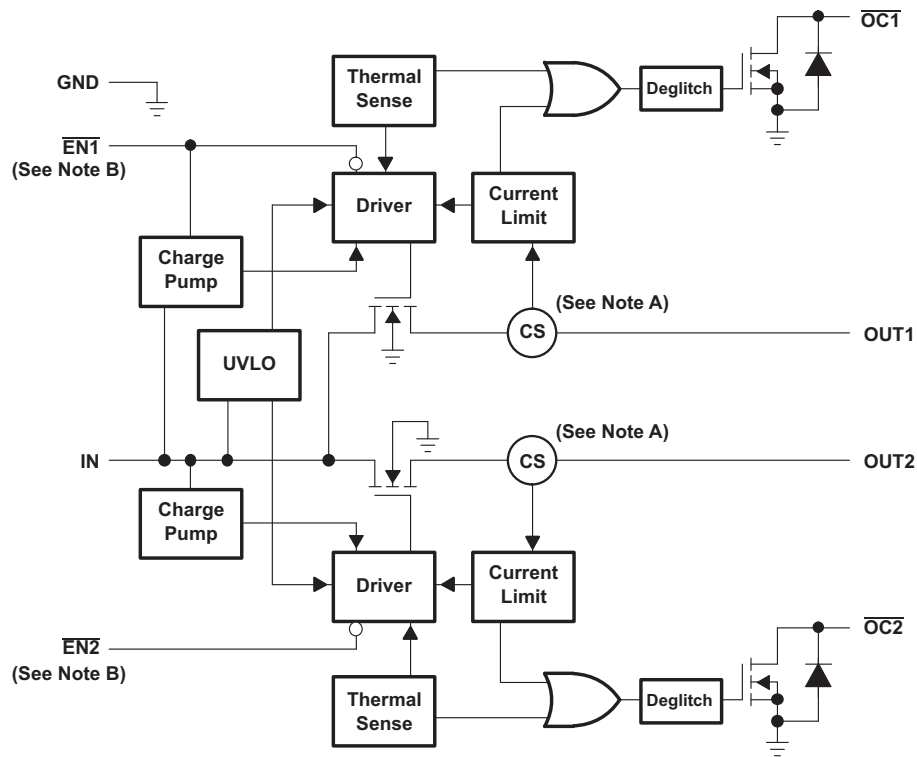 OC1
Thermal
Sense
GND
Deglitch
EN1
(See Note B)
Driver
Current
Limit
Charge
Pump
(See Note A)
CS
OUT1
UVLO
(See Note A)
IN
CS
OUT2
Charge
Pump
Driver
Current
Limit
OC2
EN2
(See Note B)
Thermal
Sense
Deglitch